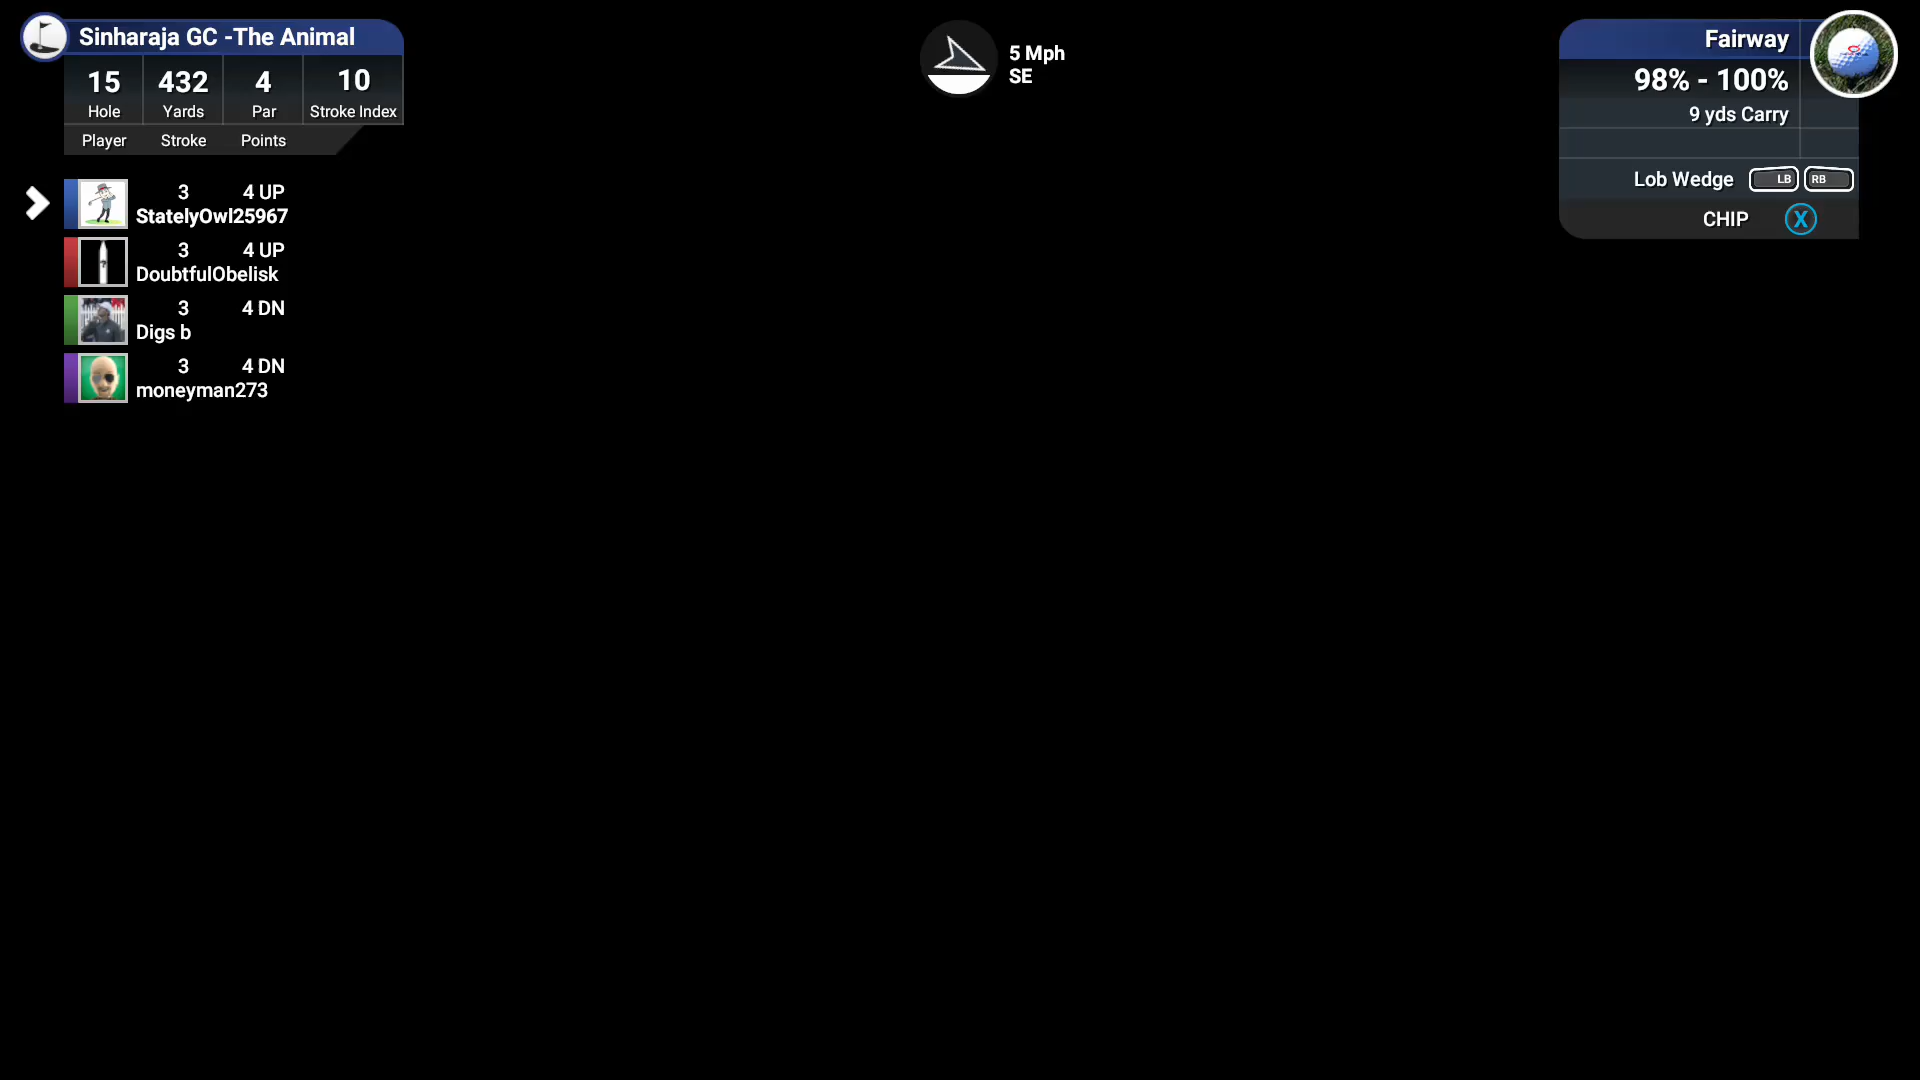 Sinharaja GC -The Animal
15 432 4 10
Hole Yards Par Stroke Index
Player Stroke Points
3 4 UP
StatelyOwl25967
3 4 UP
DoubtfulObelisk
3 4 DN
Digs b
3 4 DN
moneyman273
5 Mph
SE
Fairway
98% - 100%
9 yds Carry
Lob Wedge LB RB
CHIP X